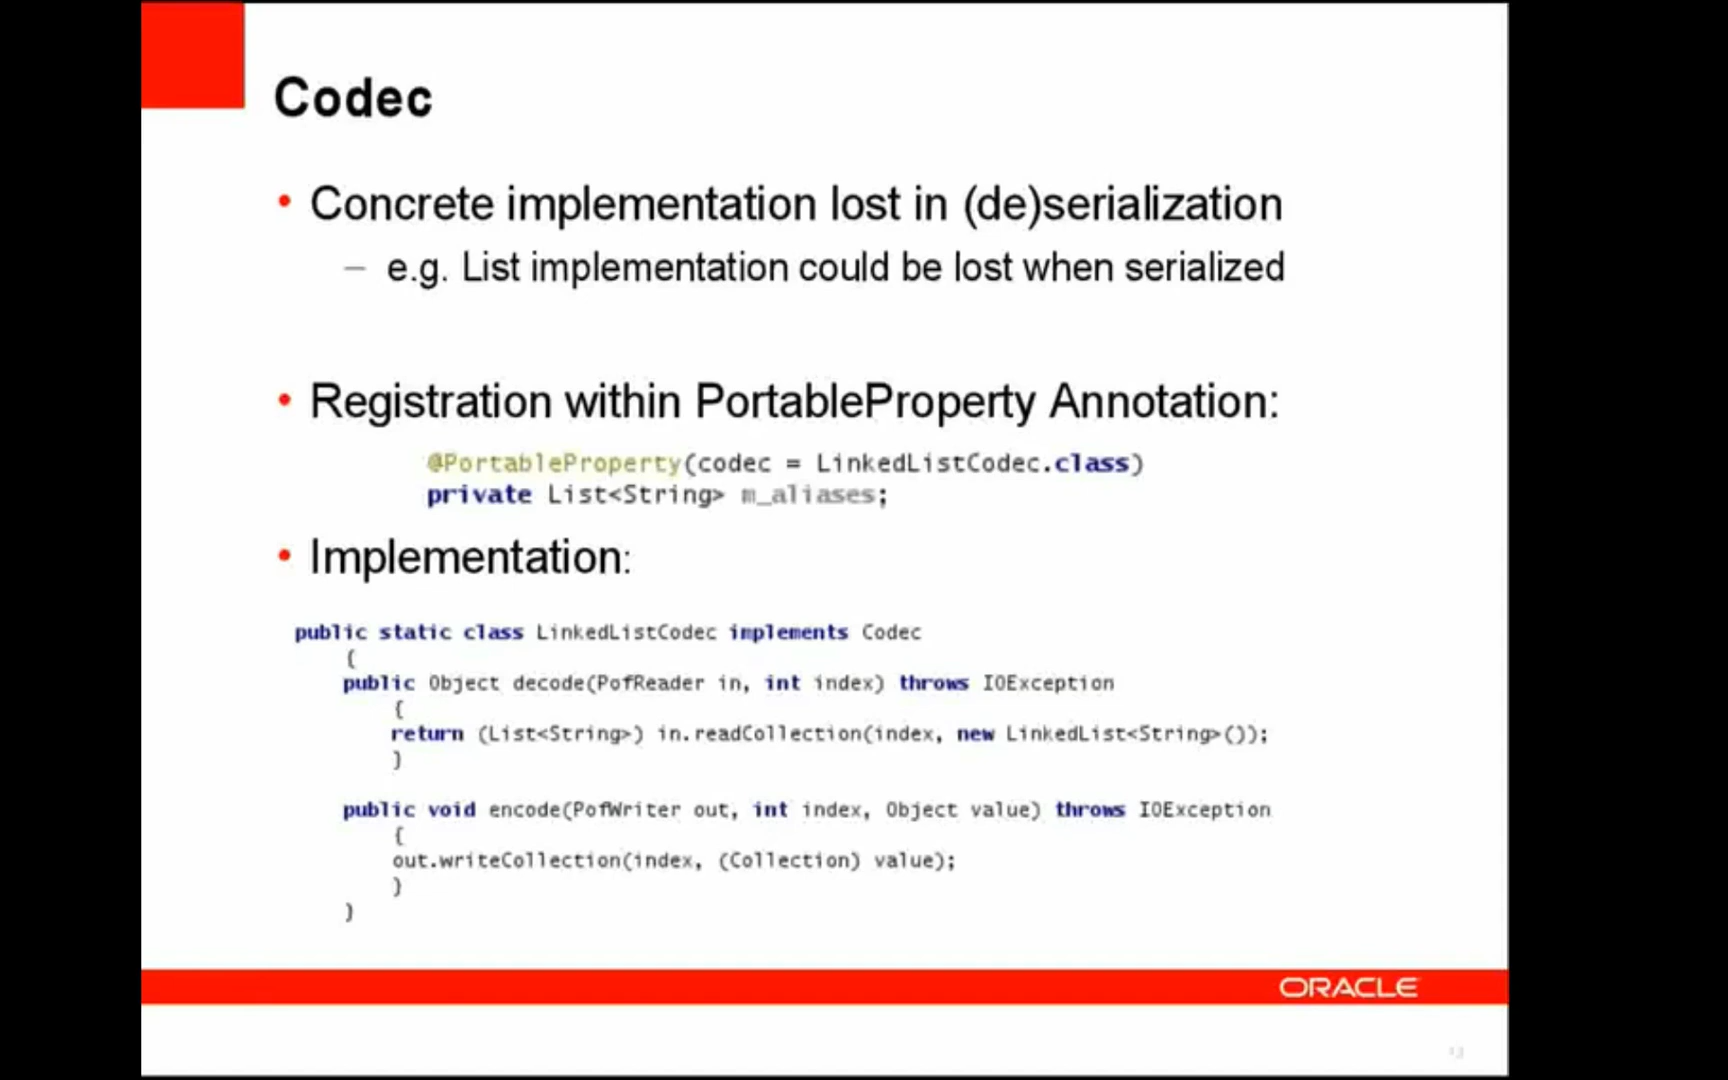 Codec
• Concrete implementation lost in (de)serialization
– e.g. List implementation could be lost when serialized
• Registration within PortableProperty Annotation:
@PortableProperty(codec = LinkedListCodec.class)
private List<String> m_aliases;
• Implementation:
public static class LinkedListCodec implements Codec
{
public Object decode(PofReader in, int index) throws IOException
{
return (List<String>) in.readCollection(index, new LinkedList<String>());
}
public void encode(PofWriter out, int index, Object value) throws IOException
{
out.writeCollection(index, (Collection) value);
}
}
ORACLE